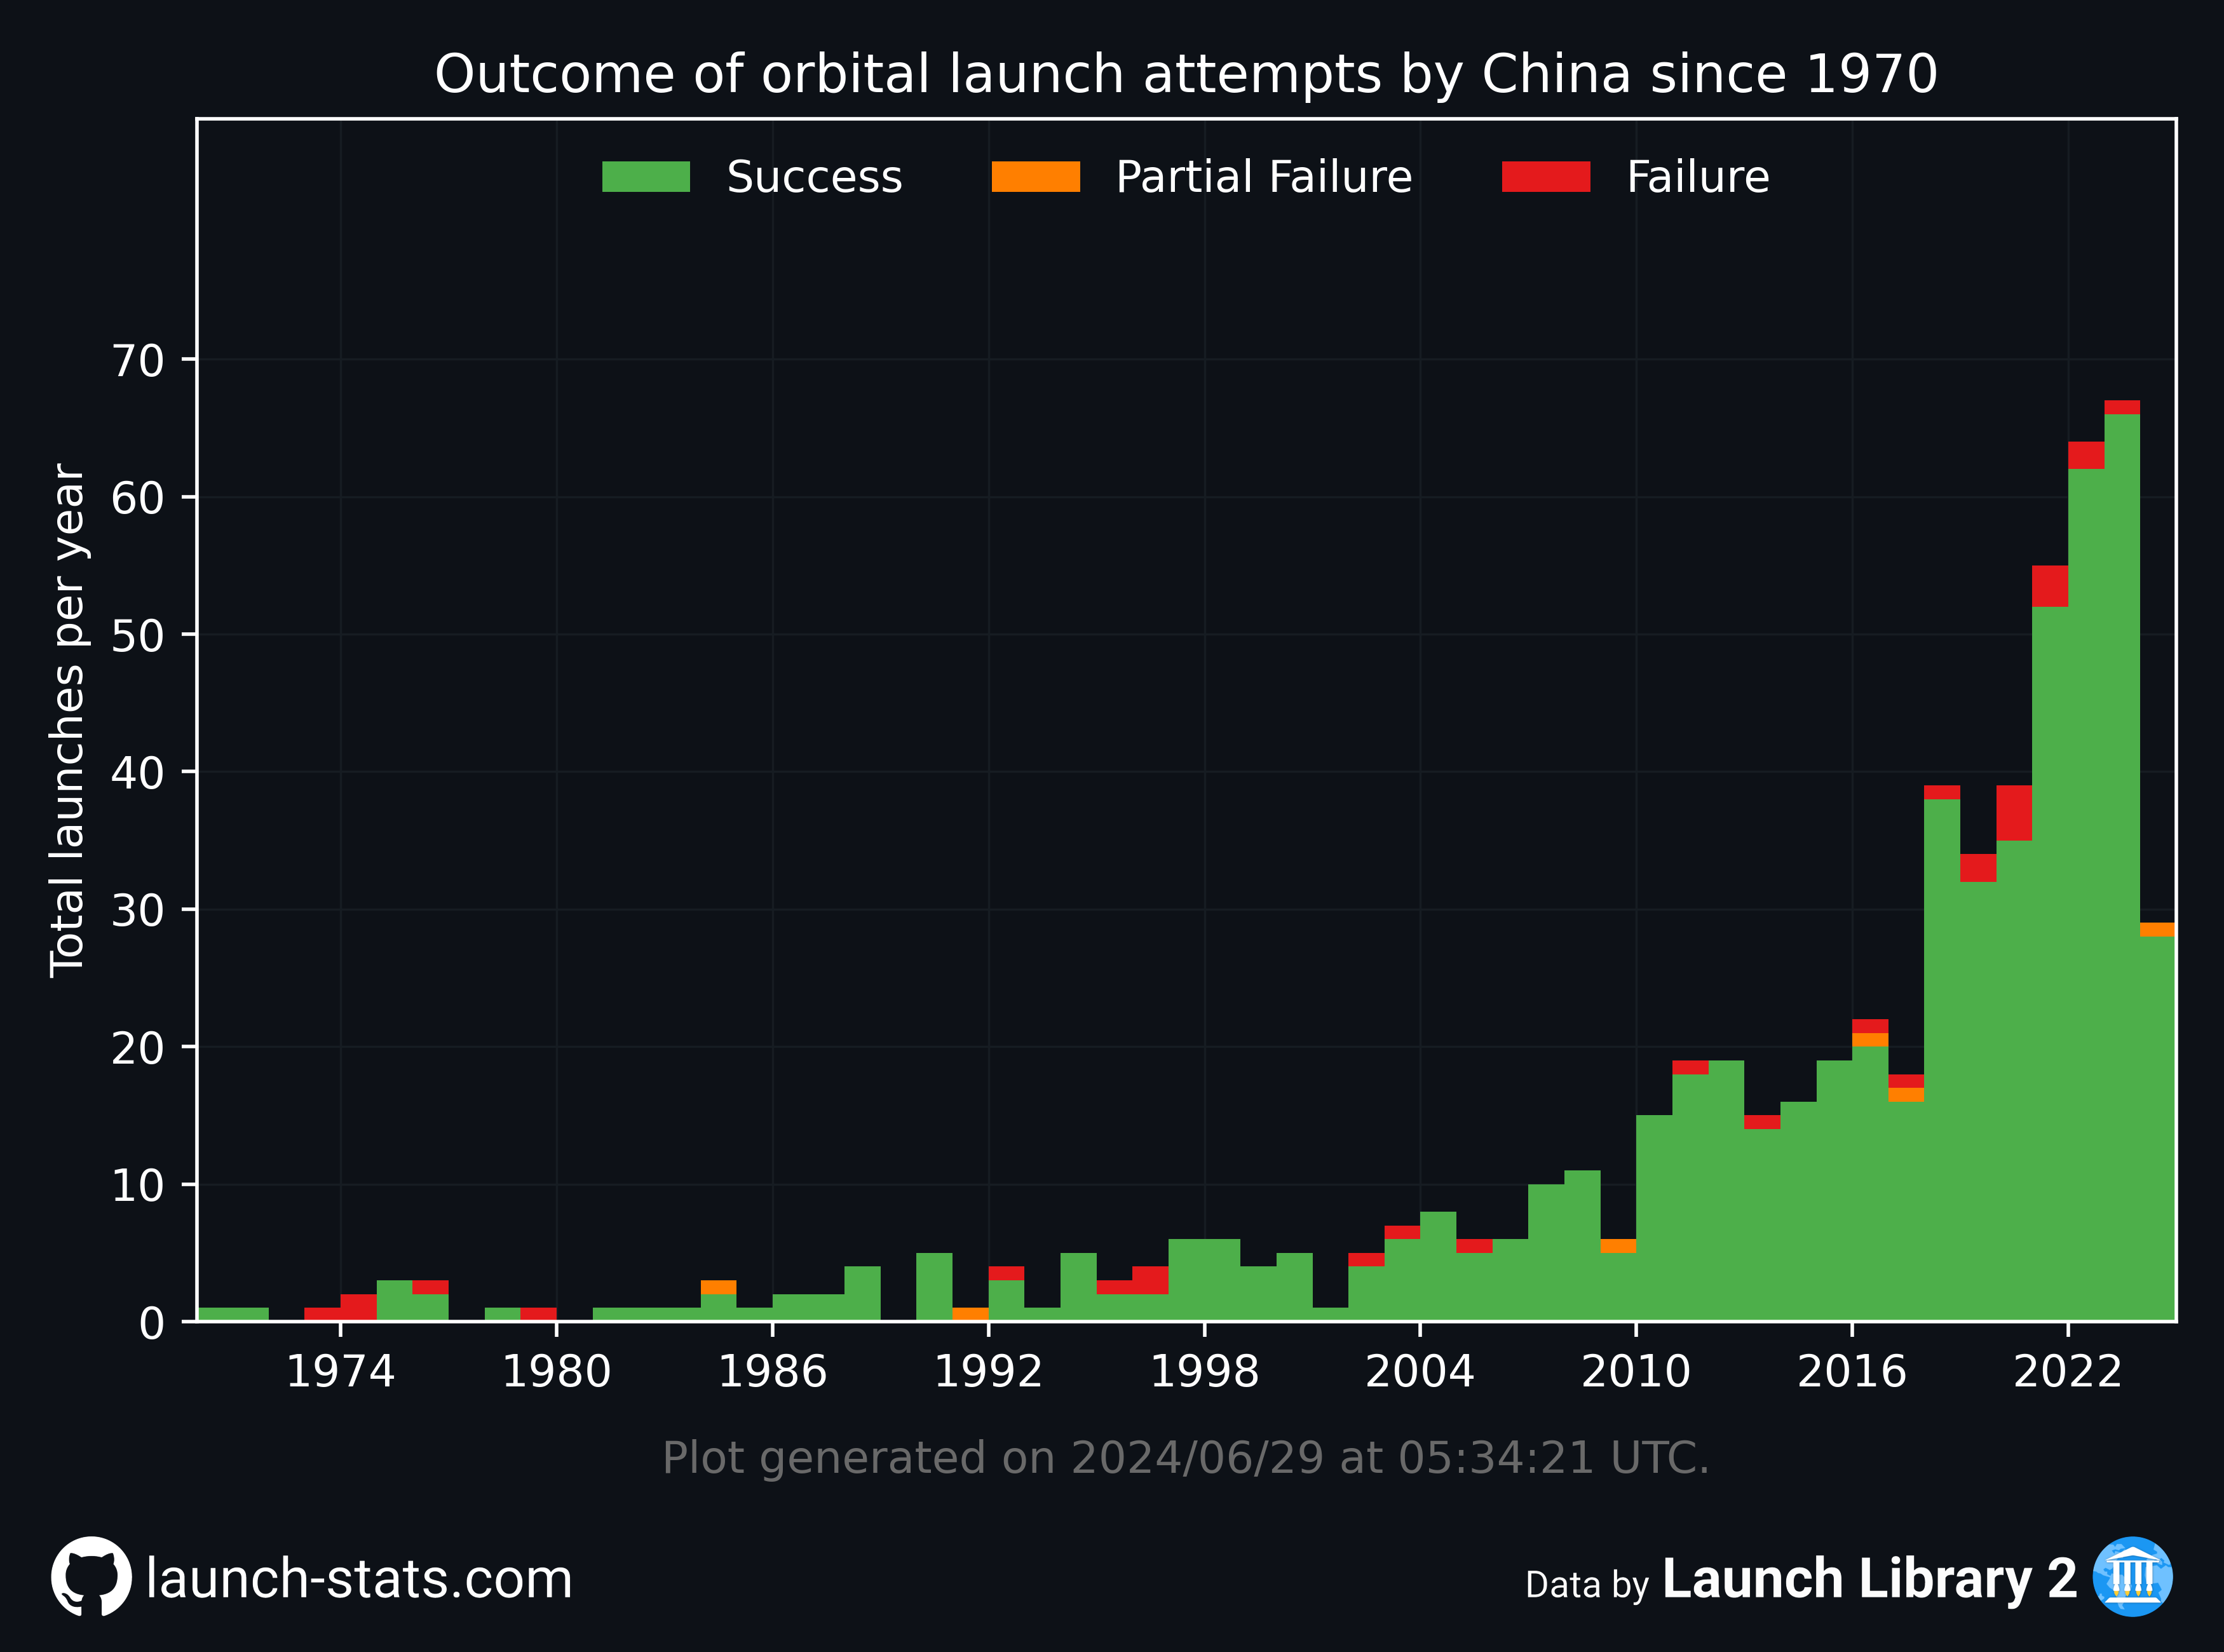 Outcome of orbital launch attempts by China since 1970
Success Partial Failure Failure
Total launches per year
70
60
50
40
30
20
10
0
1974 1980 1986 1992 1998 2004 2010 2016 2022
Plot generated on 2024/06/29 at 05:34:21 UTC.
launch-stats.com
Data by Launch Library 2